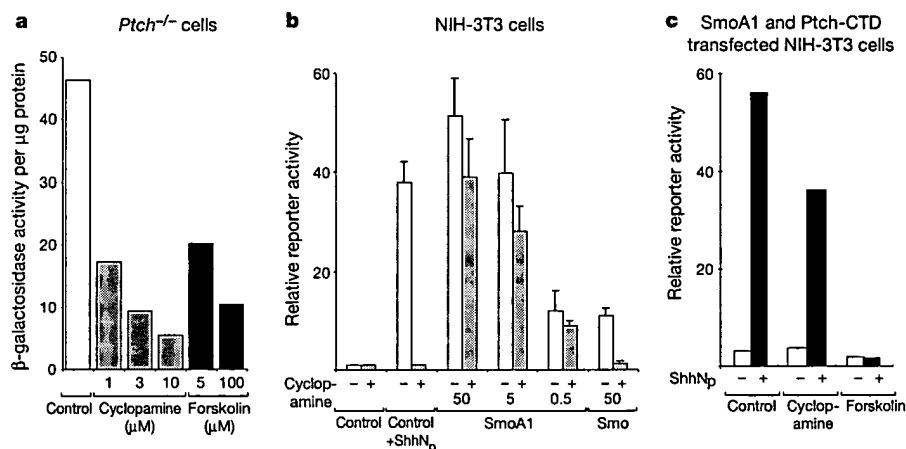 a
Ptch–/– cells
β-galactosidase activity per μg protein
50
40
30
20
10
0
1 3 10 5 100
Control Cyclopamine Forskolin
(μM) (μM)
b
NIH-3T3 cells
Relative reporter activity
60
40
20
Cyclop- – + – + – + – + – + – +
amine 50 5 0.5 50
Control Control SmoA1 Smo
+ShhNp
c
SmoA1 and Ptch-CTD
transfected NIH-3T3 cells
Relative reporter activity
60
40
20
0
ShhNp – + – + – +
Control Cyclop- Forskolin
amine